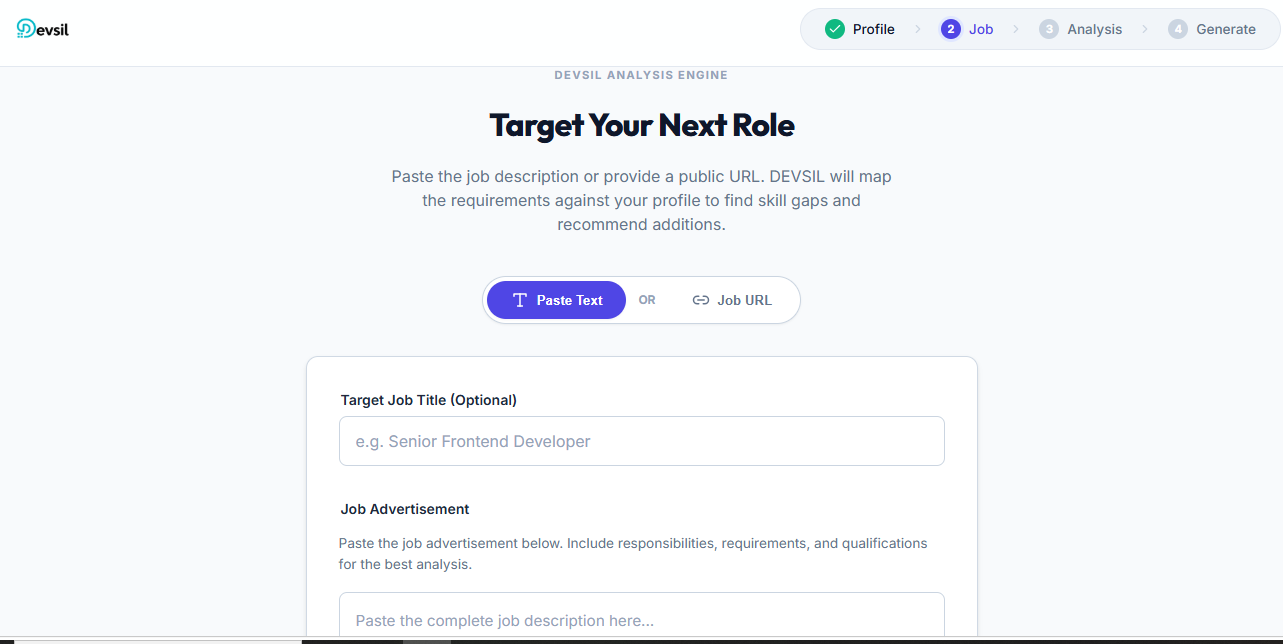 Devsil
Profile
2 Job
3 Analysis
4 Generate
DEVSIL ANALYSIS ENGINE
Target Your Next Role
Paste the job description or provide a public URL. DEVSIL will map
the requirements against your profile to find skill gaps and
recommend additions.
Paste Text
OR
Job URL
Target Job Title (Optional)
e.g. Senior Frontend Developer
Job Advertisement
Paste the job advertisement below. Include responsibilities, requirements, and qualifications
for the best analysis.
Paste the complete job description here...